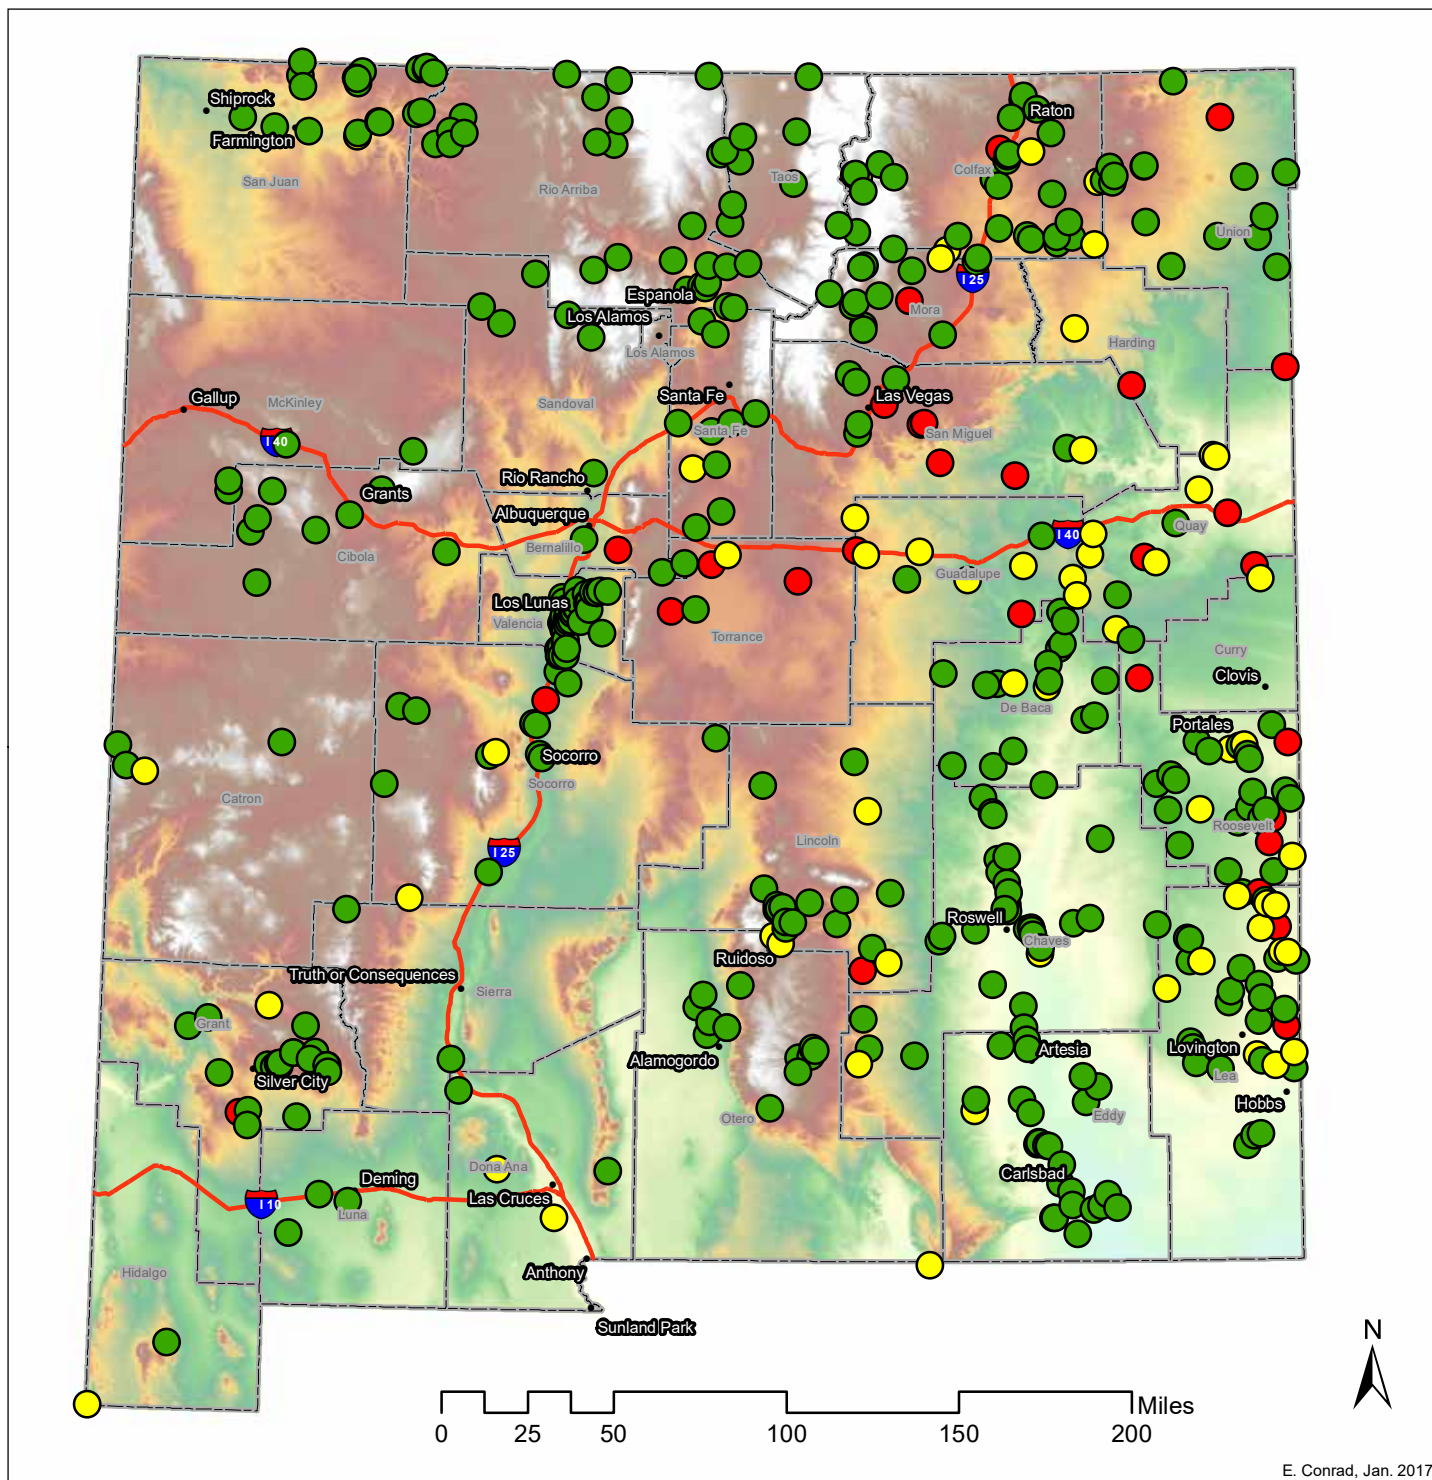 Shiprock
Farmington
San Juan
Rio Arriba
Taos
Raton
Colfax
Union
Espanola
Los Alamos
Los Alamos
I 25
Mora
Harding
Gallup
McKinley
Sandoval
Santa Fe
Santa Fe
Las Vegas
San Miguel
I 40
Grants
Rio Rancho
Albuquerque
Bernalillo
Cibola
I 40
Quay
Guadalupe
Los Lunas
Valencia
Torrance
Curry
Clovis
De Baca
Portales
Socorro
Socorro
Catron
Lincoln
Roosevelt
I 25
Roswell
Chaves
Ruidoso
Truth or Consequences
Sierra
Grant
Silver City
Alamogordo
Artesia
Lovington
Lea
Hobbs
Otero
Eddy
Dona Ana
Deming
Las Cruces
Carlsbad
I 10
Luna
Hidalgo
Anthony
Sunland Park
N
Miles
0 25 50 100 150 200
E. Conrad, Jan. 2017